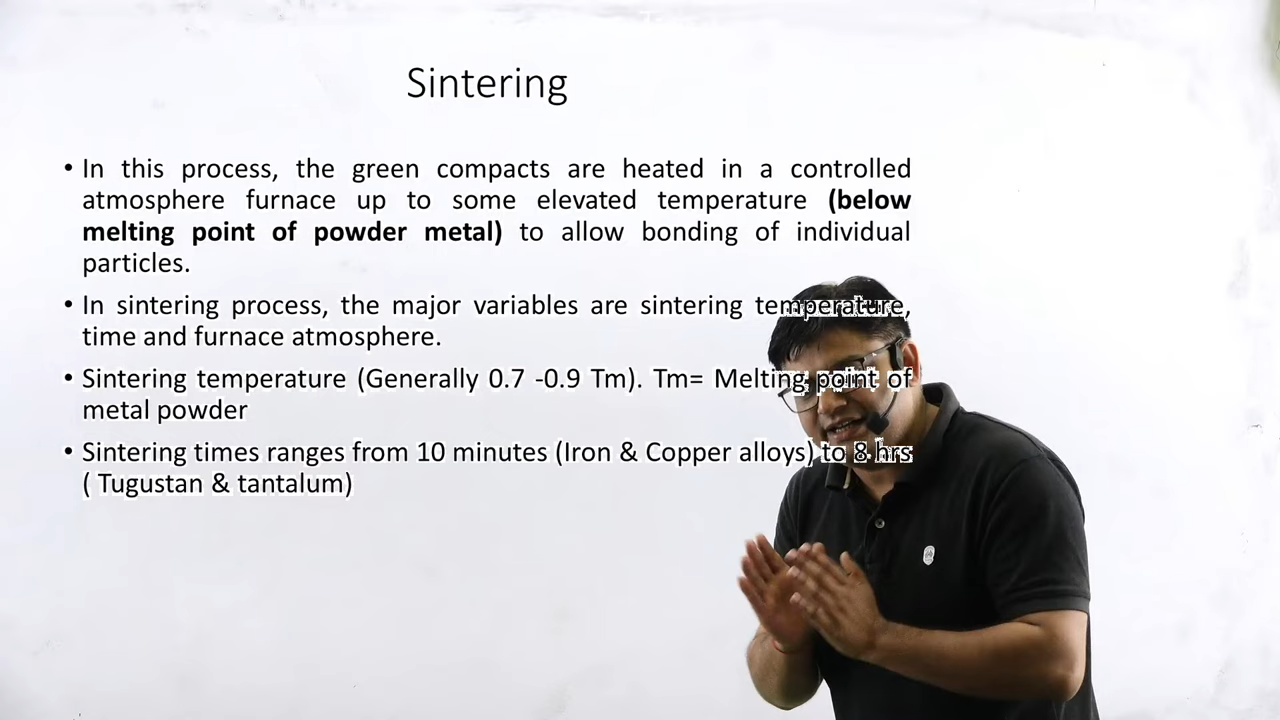 Sintering
• In this process, the green compacts are heated in a controlled
atmosphere furnace up to some elevated temperature (below
melting point of powder metal) to allow bonding of individual
particles.
• In sintering process, the major variables are sintering temperature,
time and furnace atmosphere.
• Sintering temperature (Generally 0.7 -0.9 Tm). Tm= Melting point of
metal powder
• Sintering times ranges from 10 minutes (Iron & Copper alloys) to 8 hrs
( Tugustan & tantalum)